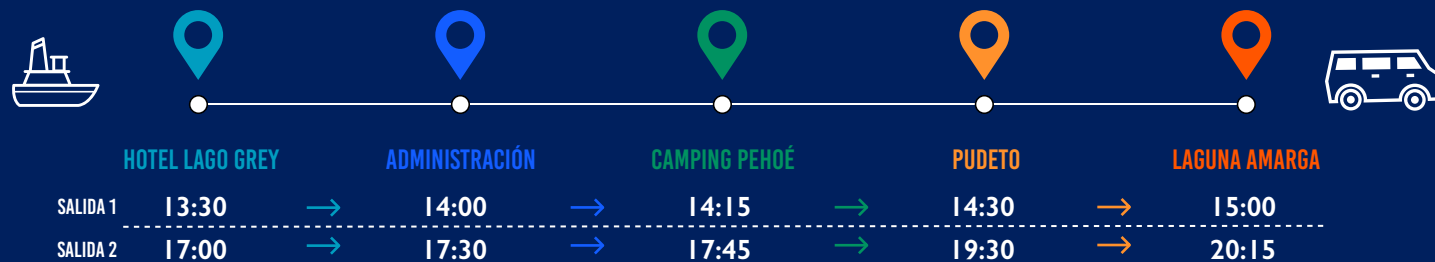 HOTEL LAGO GREY ADMINISTRACIÓN CAMPING PEHOÉ PUDETO LAGUNA AMARGA
SALIDA 1 13:30 → 14:00 → 14:15 → 14:30 → 15:00
SALIDA 2 17:00 → 17:30 → 17:45 → 19:30 → 20:15